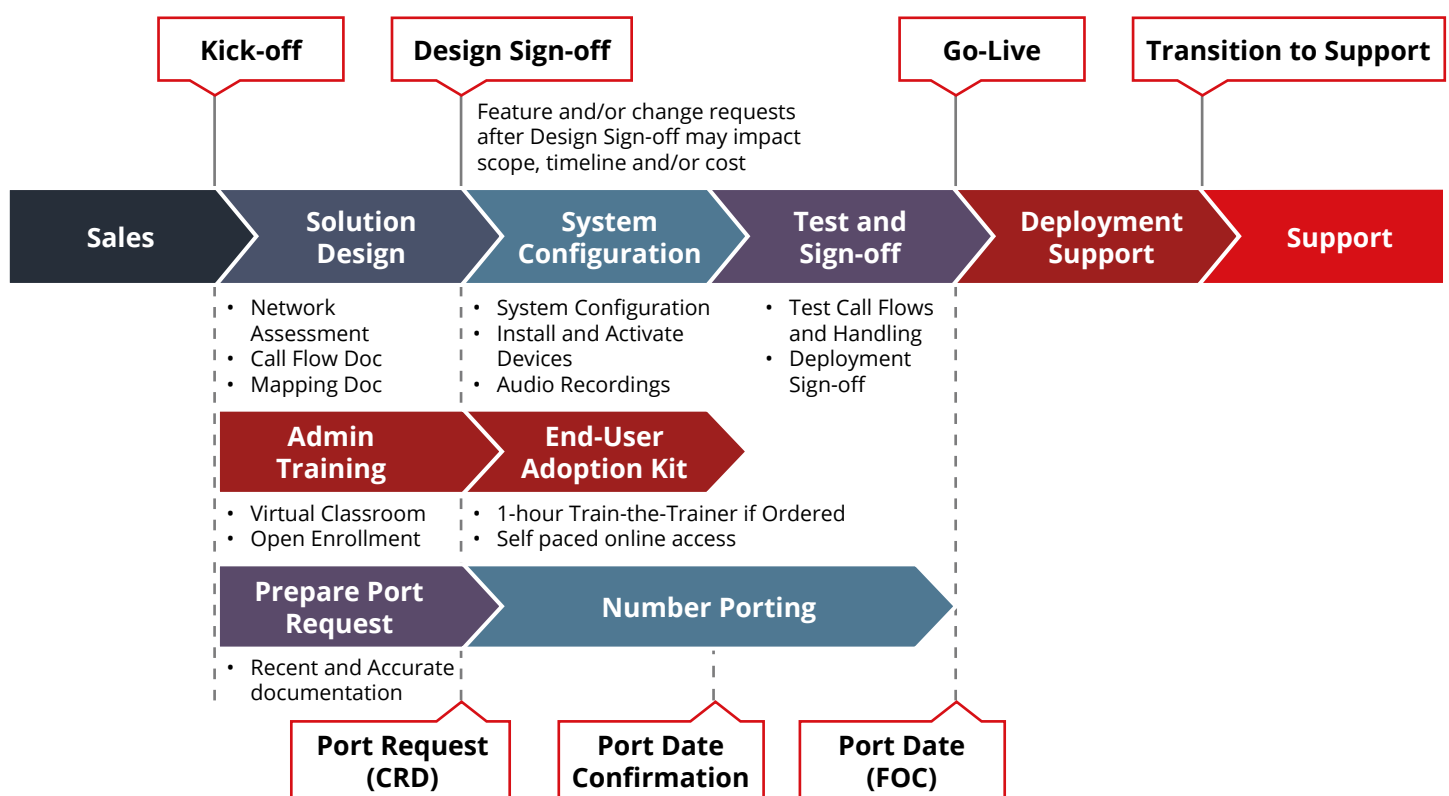 Kick-off
Design Sign-off
Go-Live
Transition to Support
Feature and/or change requests
after Design Sign-off may impact
scope, timeline and/or cost
Sales
Solution
Design
System
Configuration
Test and
Sign-off
Deployment
Support
Support
• Network
Assessment
• Call Flow Doc
• Mapping Doc
• System Configuration
• Install and Activate
Devices
• Audio Recordings
• Test Call Flows
and Handling
• Deployment
Sign-off
Admin
Training
End-User
Adoption Kit
• Virtual Classroom
• Open Enrollment
• 1-hour Train-the-Trainer if Ordered
• Self paced online access
Prepare Port
Request
Number Porting
• Recent and Accurate
documentation
Port Request
(CRD)
Port Date
Confirmation
Port Date
(FOC)